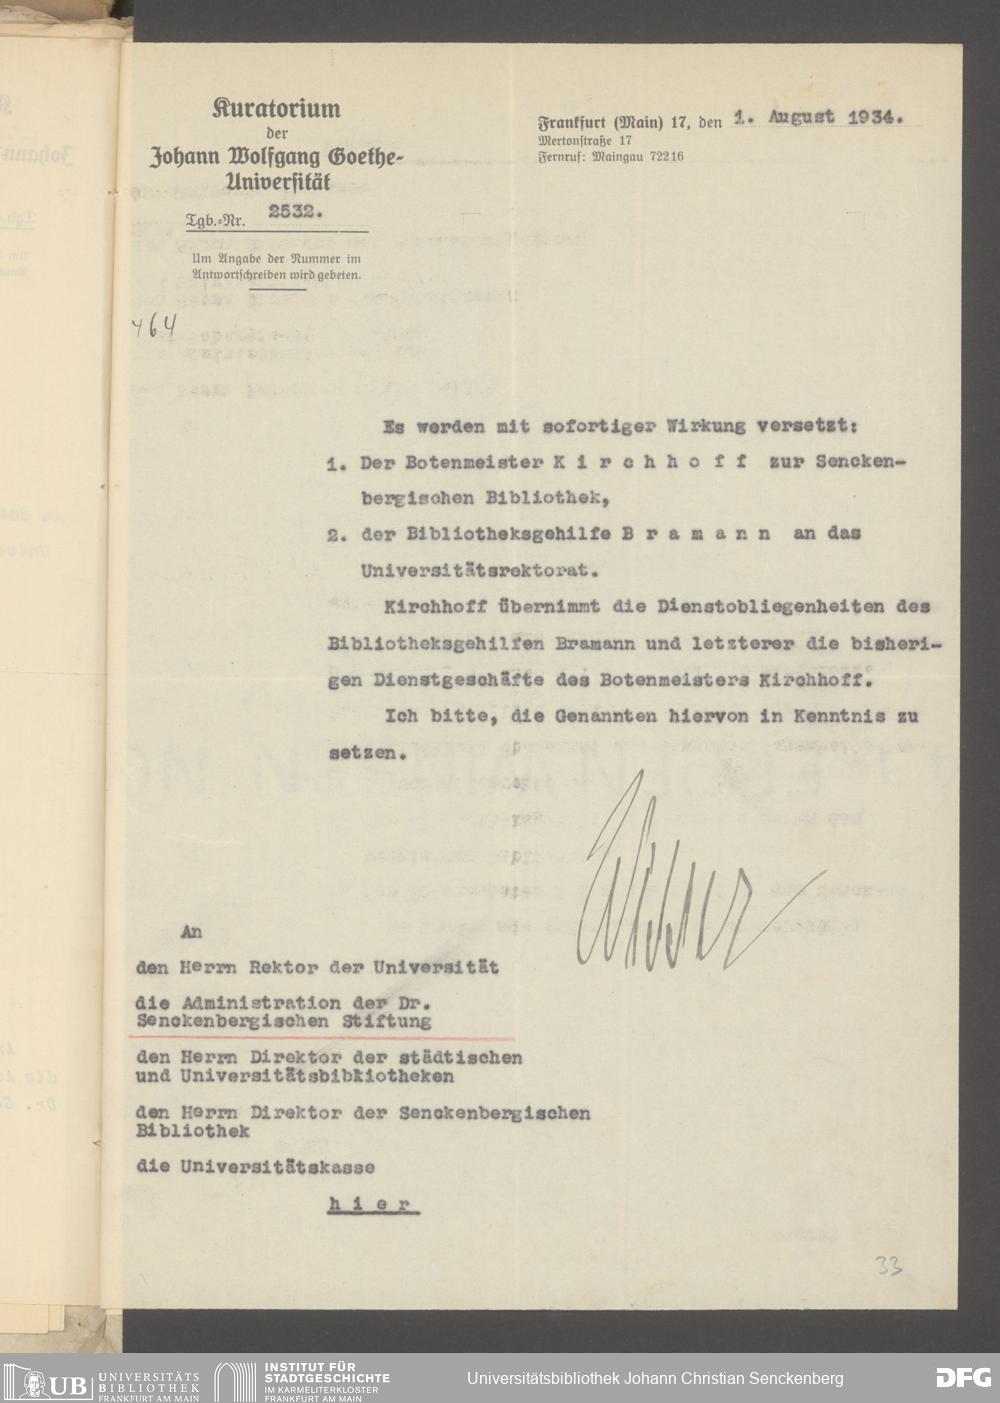 Kuratorium
der
Johann Wolfgang Goethe-
Universität
Tgb.-Nr. 2532.
Um Angabe der Nummer im
Antwortschreiben wird gebeten.
Frankfurt (Main) 17, den 1. August 1934.
Mertonstraße 17
Fernruf: Maingau 72216
464
Es werden mit sofortiger Wirkung versetzt:
1. Der Botenmeister K i r c h h o f f zur Sencken-
bergischen Bibliothek,
2. der Bibliotheksgehilfe B r a m a n n an das
Universitätsrektorat.
Kirchhoff übernimmt die Dienstobliegenheiten des
Bibliotheksgehilfen Bramann und letzterer die bisheri-
gen Dienstgeschäfte des Botenmeisters Kirchhoff.
Ich bitte, die Genannten hiervon in Kenntnis zu
setzen.
An
den Herrn Rektor der Universität
die Administration der Dr.
Senckenbergischen Stiftung
den Herrn Direktor der städtischen
und Universitätsbibliotheken
den Herrn Direktor der Senckenbergischen
Bibliothek
die Universitätskasse
h i e r
33
UB UNIVERSITÄTS
BIBLIOTHEK
FRANKFURT AM MAIN
INSTITUT FÜR
STADTGESCHICHTE
IM KARMELITERKLOSTER
FRANKFURT AM MAIN
Universitätsbibliothek Johann Christian Senckenberg
DFG